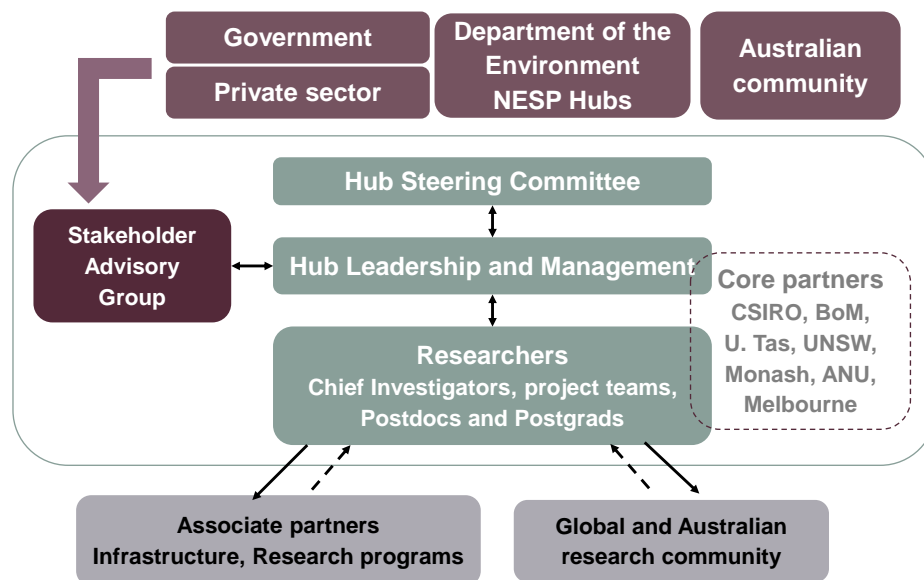 Government
Private sector
Department of the
Environment
NESP Hubs
Australian
community
Hub Steering Committee
Stakeholder
Advisory
Group
Hub Leadership and Management
Core partners
CSIRO, BoM,
U. Tas, UNSW,
Monash, ANU,
Melbourne
Researchers
Chief Investigators, project teams,
Postdocs and Postgrads
Associate partners
Infrastructure, Research programs
Global and Australian
research community